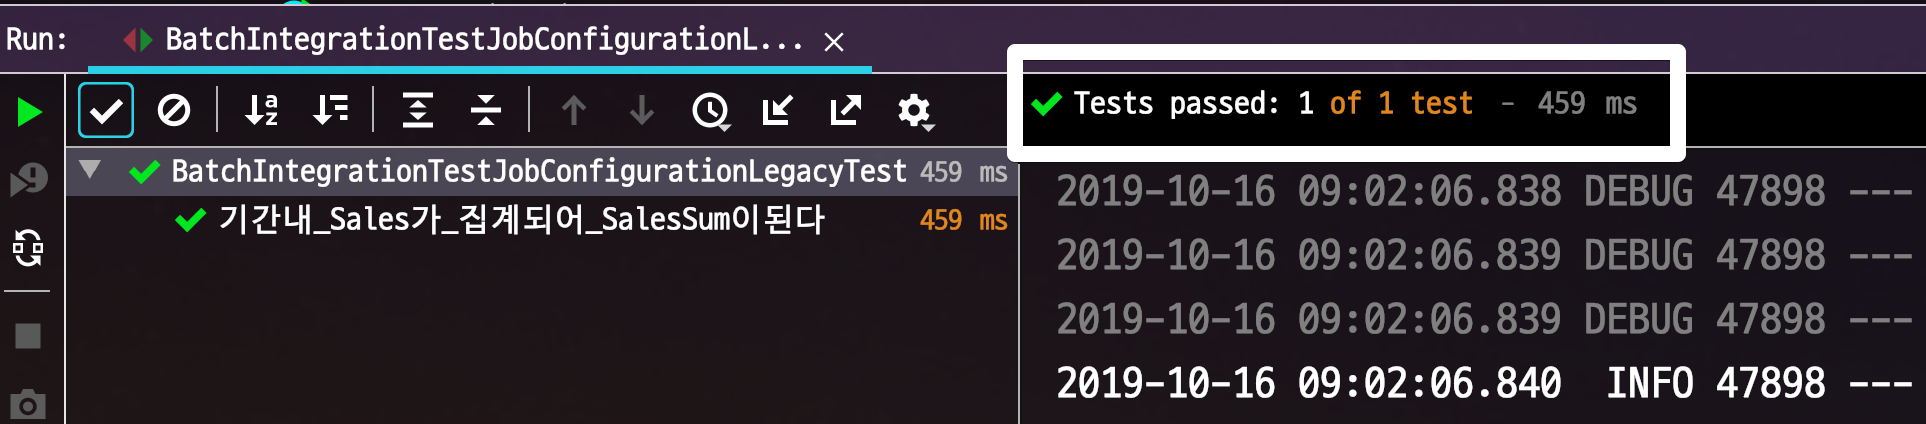 Run: BatchIntegrationTestJobConfigurationL...
Tests passed: 1 of 1 test - 459 ms
BatchIntegrationTestJobConfigurationLegacyTest 459 ms
기간내_Sales가_집계되어_SalesSum이된다 459 ms
2019-10-16 09:02:06.838 DEBUG 47898 ---
2019-10-16 09:02:06.839 DEBUG 47898 ---
2019-10-16 09:02:06.839 DEBUG 47898 ---
2019-10-16 09:02:06.840 INFO 47898 ---